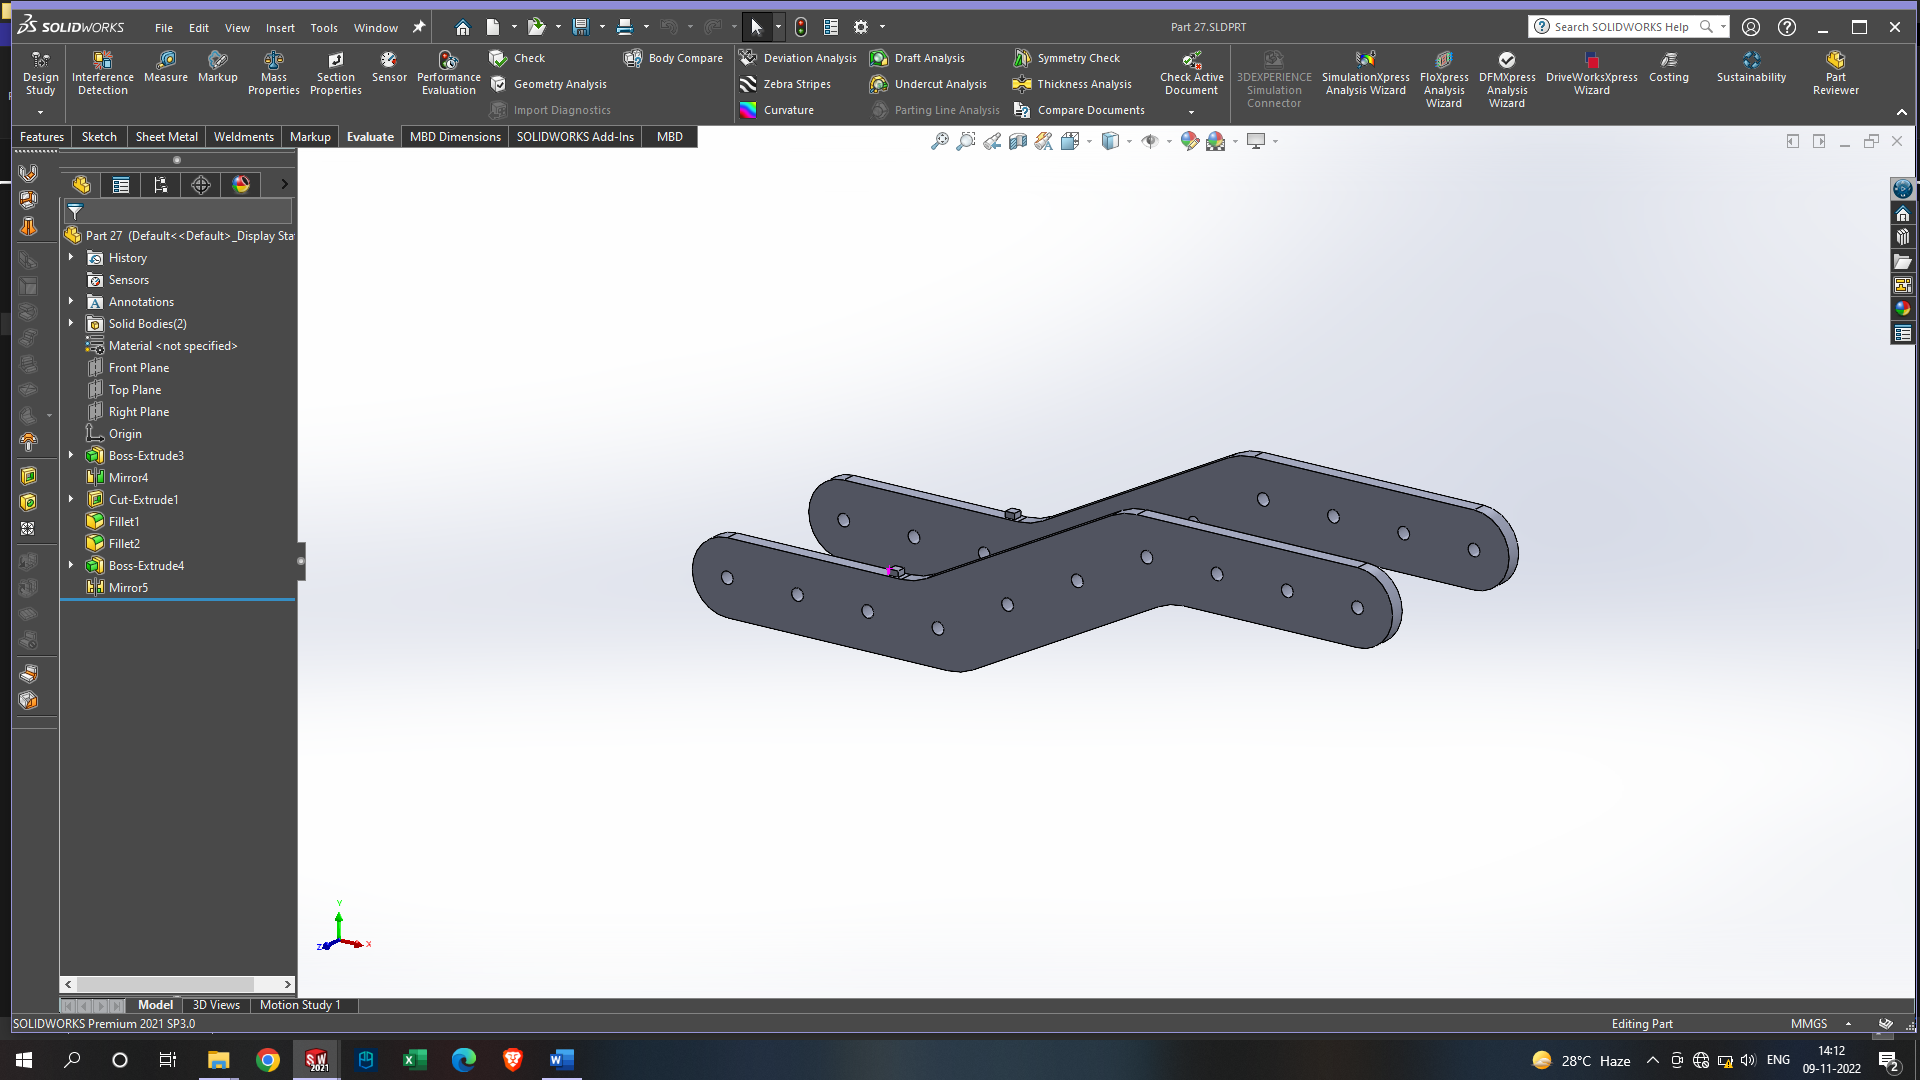 SOLIDWORKS File Edit View Insert Tools Window Part 27.SLDPRT Search SOLIDWORKS Help
Design Study
Interference Detection
Measure
Markup
Mass Properties
Section Properties
Sensor
Performance Evaluation
Check
Geometry Analysis
Import Diagnostics
Body Compare
Deviation Analysis
Zebra Stripes
Curvature
Draft Analysis
Undercut Analysis
Parting Line Analysis
Symmetry Check
Thickness Analysis
Compare Documents
Check Active Document
3DEXPERIENCE Simulation Connector
SimulationXpress Analysis Wizard
FloXpress Analysis Wizard
DFMXpress Analysis Wizard
DriveWorksXpress Wizard
Costing
Sustainability
Part Reviewer
Features Sketch Sheet Metal Weldments Markup Evaluate MBD Dimensions SOLIDWORKS Add-Ins MBD
Part 27 (Default<<Default>_Display Sta
History
Sensors
Annotations
Solid Bodies(2)
Material <not specified>
Front Plane
Top Plane
Right Plane
Origin
Boss-Extrude3
Mirror4
Cut-Extrude1
Fillet1
Fillet2
Boss-Extrude4
Mirror5
Y
Z X
Model 3D Views Motion Study 1
SOLIDWORKS Premium 2021 SP3.0 Editing Part MMGS
28°C Haze ENG 14:12
09-11-2022
2